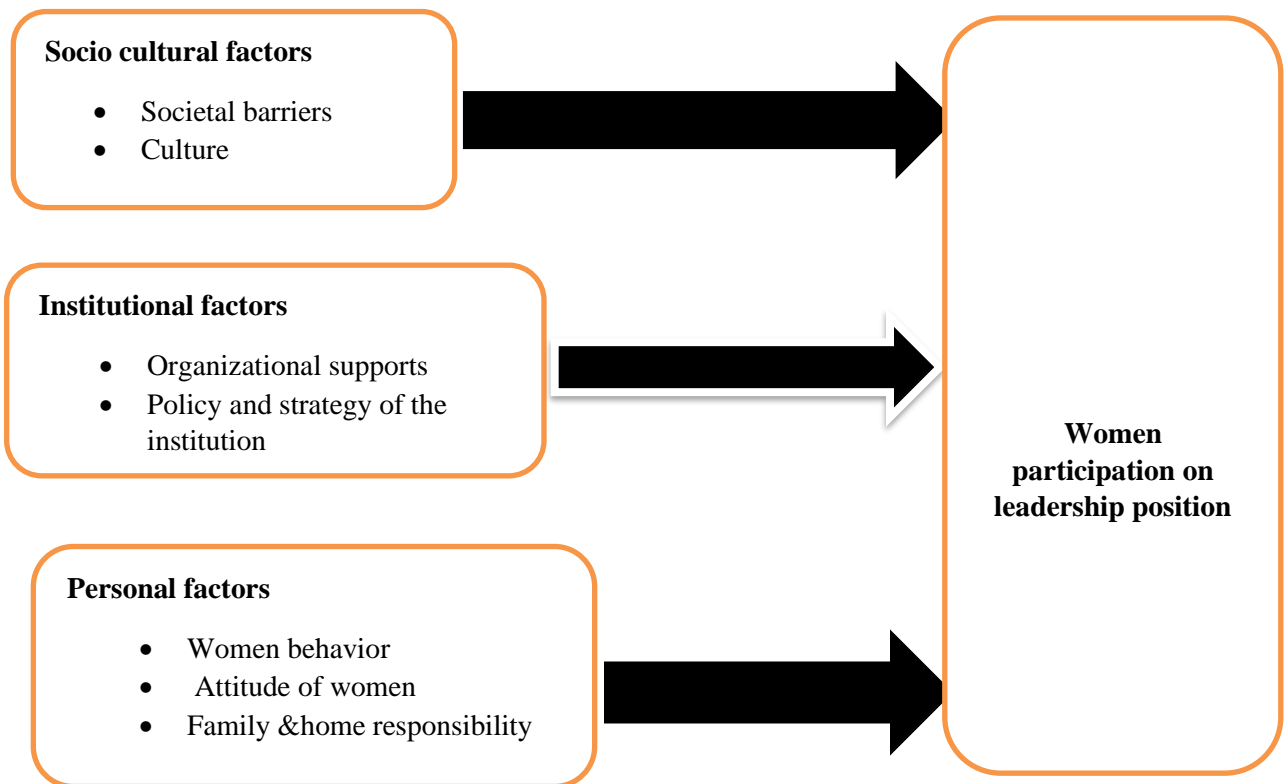 Socio cultural factors
• Societal barriers
• Culture
Institutional factors
• Organizational supports
• Policy and strategy of the
institution
Personal factors
• Women behavior
• Attitude of women
• Family &home responsibility
Women
participation on
leadership position